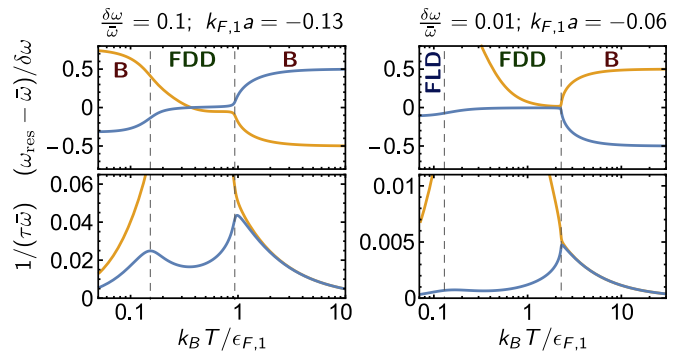 δω/ω̄ = 0.1; k_{F,1}a = −0.13
δω/ω̄ = 0.01; k_{F,1}a = −0.06
(ω_res − ω̄)/δω
0.5
0
−0.5
B
FDD
B
0.5
0
−0.5
FLD
FDD
B
1/(τω̄)
0.06
0.04
0.02
0
0.01
0.005
0
0.1
1
10
0.1
1
10
k_B T/ϵ_{F,1}
k_B T/ϵ_{F,1}